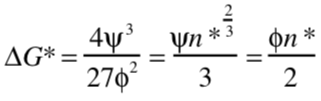 ΔG* = 4ψ³/27ϕ² = ψn*^(2/3)/3 = ϕn*/2